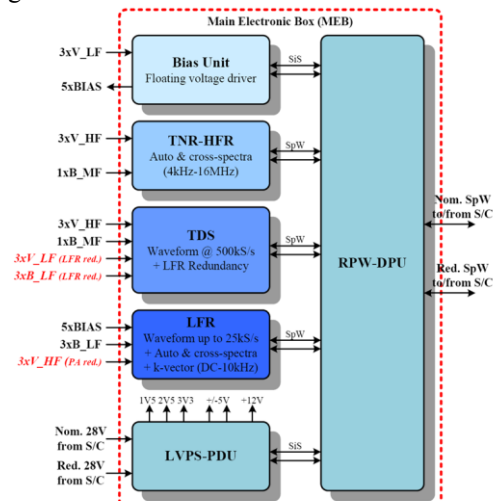 Main Electronic Box (MEB)
3xV_LF
5xBIAS
Bias Unit
Floating voltage driver
SiS
3xV_HF
1xB_MF
TNR-HFR
Auto & cross-spectra
(4kHz-16MHz)
SpW
3xV_HF
1xB_MF
3xV_LF (LFR red.)
3xB_LF (LFR red.)
TDS
Waveform @ 500kS/s
+ LFR Redundancy
SpW
5xBIAS
3xB_LF
3xV_HF (PA red.)
LFR
Waveform up to 25kS/s
+ Auto & cross-spectra
+ k-vector (DC-10kHz)
SpW
1V5 2V5 3V3 +/-5V +12V
Nom. 28V
from S/C
Red. 28V
from S/C
LVPS-PDU
SiS
RPW-DPU
Nom. SpW
to/from S/C
Red. SpW
to/from S/C